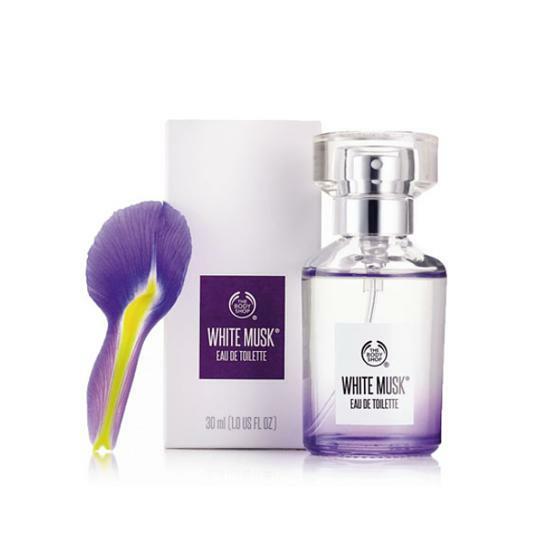 THE
BODY
SHOP®
WHITE MUSK®
EAU DE TOILETTE
30 ml (1.0 US FL OZ)
THE
BODY
SHOP®
WHITE MUSK®
EAU DE TOILETTE